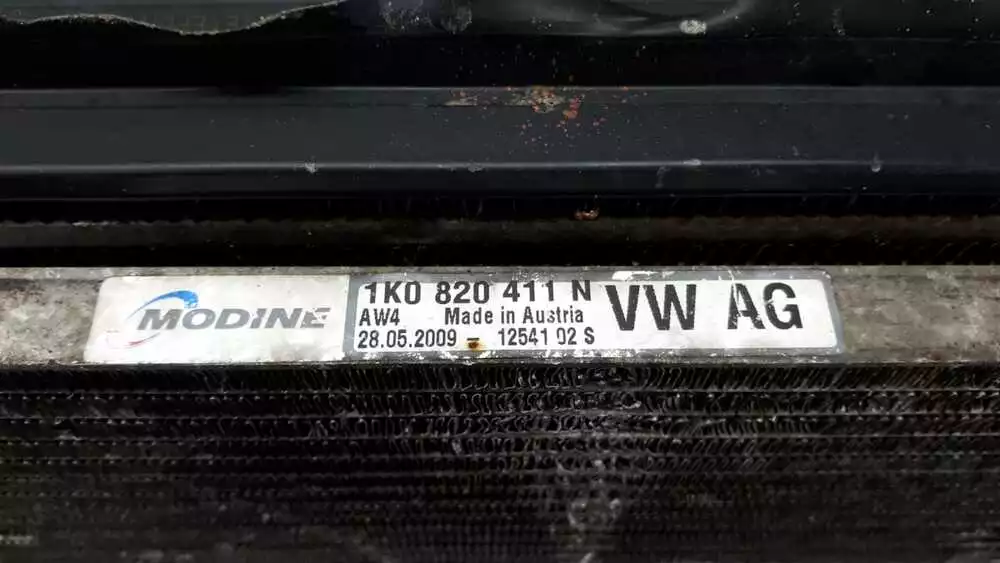 MODINE
1K0 820 411 N
VW AG
AW4 Made in Austria
28.05.2009 - 12541 02 S